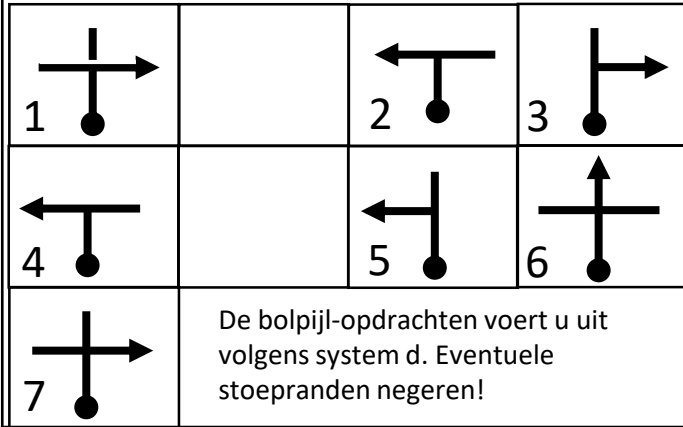 1
2
3
4
5
6
7
De bolpijl-opdrachten voert u uit
volgens system d. Eventuele
stoepranden negeren!